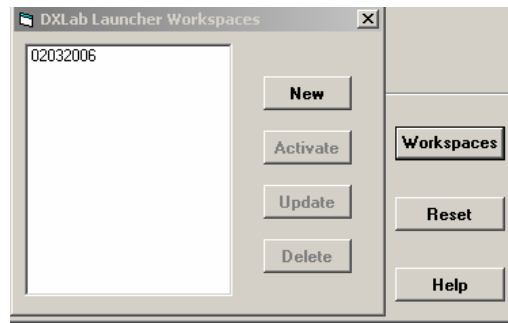 DXLab Launcher Workspaces
02032006
New
Activate
Update
Delete
Workspaces
Reset
Help